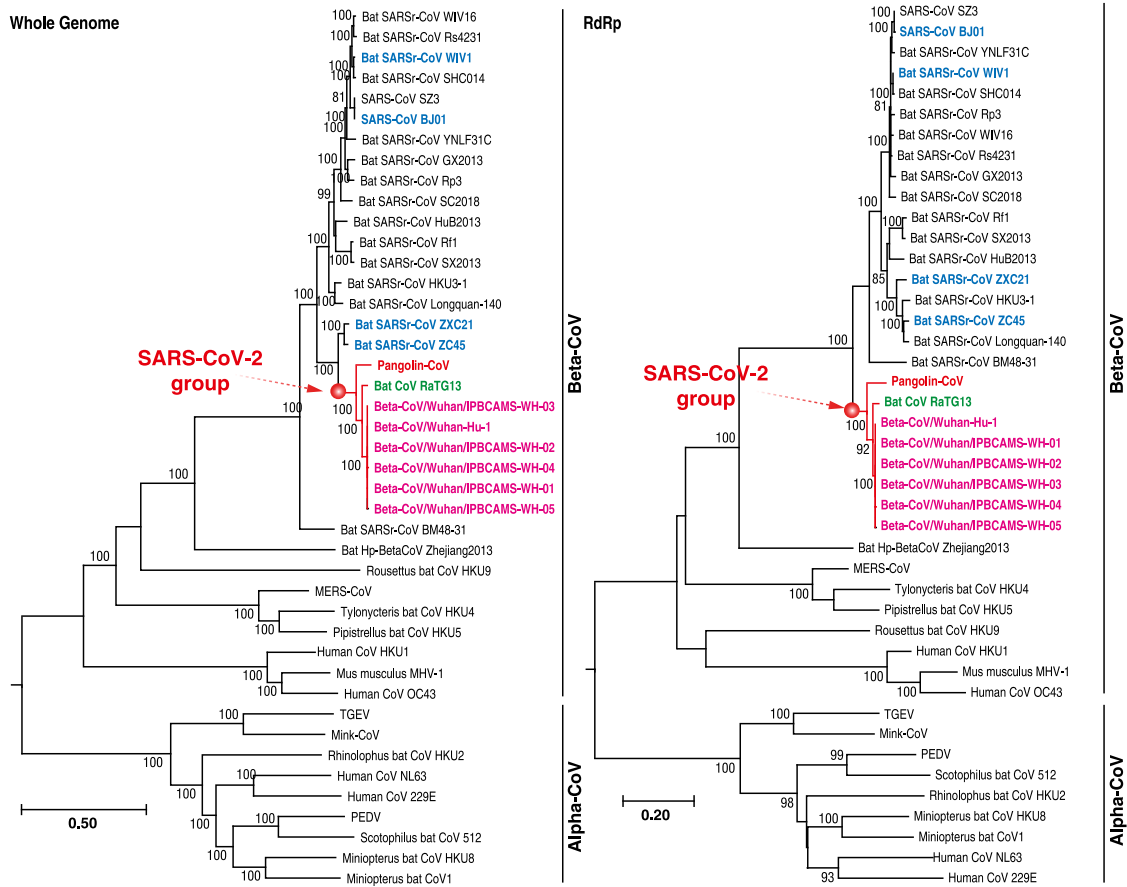 Whole Genome
100
Bat SARSr-CoV WIV16
100
Bat SARSr-CoV Rs4231
100
Bat SARSr-CoV WIV1
100
Bat SARSr-CoV SHC014
81
SARS-CoV SZ3
100
SARS-CoV BJ01
100
Bat SARSr-CoV YNLF31C
100
Bat SARSr-CoV GX2013
100
Bat SARSr-CoV Rp3
99
Bat SARSr-CoV SC2018
Bat SARSr-CoV HuB2013
100
Bat SARSr-CoV Rf1
100
Bat SARSr-CoV SX2013
100
Bat SARSr-CoV HKU3-1
100
Bat SARSr-CoV Longquan-140
100
100
Bat SARSr-CoV ZXC21
Bat SARSr-CoV ZC45
100
SARS-CoV-2
group
Pangolin-CoV
Bat CoV RaTG13
100
Beta-CoV/Wuhan/IPBCAMS-WH-03
100
Beta-CoV/Wuhan-Hu-1
100
Beta-CoV/Wuhan/IPBCAMS-WH-02
100
Beta-CoV/Wuhan/IPBCAMS-WH-04
Beta-CoV/Wuhan/IPBCAMS-WH-01
Beta-CoV/Wuhan/IPBCAMS-WH-05
Bat SARSr-CoV BM48-31
100
Bat Hp-BetaCoV Zhejiang2013
Rousettus bat CoV HKU9
100
MERS-CoV
100
Tylonycteris bat CoV HKU4
100
Pipistrellus bat CoV HKU5
Human CoV HKU1
100
Mus musculus MHV-1
100
Human CoV OC43
Beta-CoV
100
TGEV
Mink-CoV
100
Rhinolophus bat CoV HKU2
100
Human CoV NL63
100
Human CoV 229E
100
PEDV
100
Scotophilus bat CoV 512
100
Miniopterus bat CoV HKU8
100
Miniopterus bat CoV1
Alpha-CoV
0.50
RdRp
100
SARS-CoV SZ3
100
SARS-CoV BJ01
Bat SARSr-CoV YNLF31C
100
Bat SARSr-CoV WIV1
100
Bat SARSr-CoV SHC014
81
Bat SARSr-CoV Rp3
Bat SARSr-CoV WIV16
Bat SARSr-CoV Rs4231
Bat SARSr-CoV GX2013
Bat SARSr-CoV SC2018
100
100
Bat SARSr-CoV Rf1
Bat SARSr-CoV SX2013
Bat SARSr-CoV HuB2013
85
Bat SARSr-CoV ZXC21
100
Bat SARSr-CoV HKU3-1
100
Bat SARSr-CoV ZC45
Bat SARSr-CoV Longquan-140
100
Bat SARSr-CoV BM48-31
SARS-CoV-2
group
Pangolin-CoV
Bat CoV RaTG13
100
Beta-CoV/Wuhan-Hu-1
Beta-CoV/Wuhan/IPBCAMS-WH-01
92
Beta-CoV/Wuhan/IPBCAMS-WH-02
100
Beta-CoV/Wuhan/IPBCAMS-WH-03
Beta-CoV/Wuhan/IPBCAMS-WH-04
Beta-CoV/Wuhan/IPBCAMS-WH-05
100
Bat Hp-BetaCoV Zhejiang2013
MERS-CoV
100
Tylonycteris bat CoV HKU4
Pipistrellus bat CoV HKU5
Rousettus bat CoV HKU9
Human CoV HKU1
100
Mus musculus MHV-1
100
Human CoV OC43
Beta-CoV
100
TGEV
Mink-CoV
100
99
PEDV
Scotophilus bat CoV 512
98
Rhinolophus bat CoV HKU2
100
Miniopterus bat CoV HKU8
Miniopterus bat CoV1
Human CoV NL63
93
Human CoV 229E
Alpha-CoV
0.20